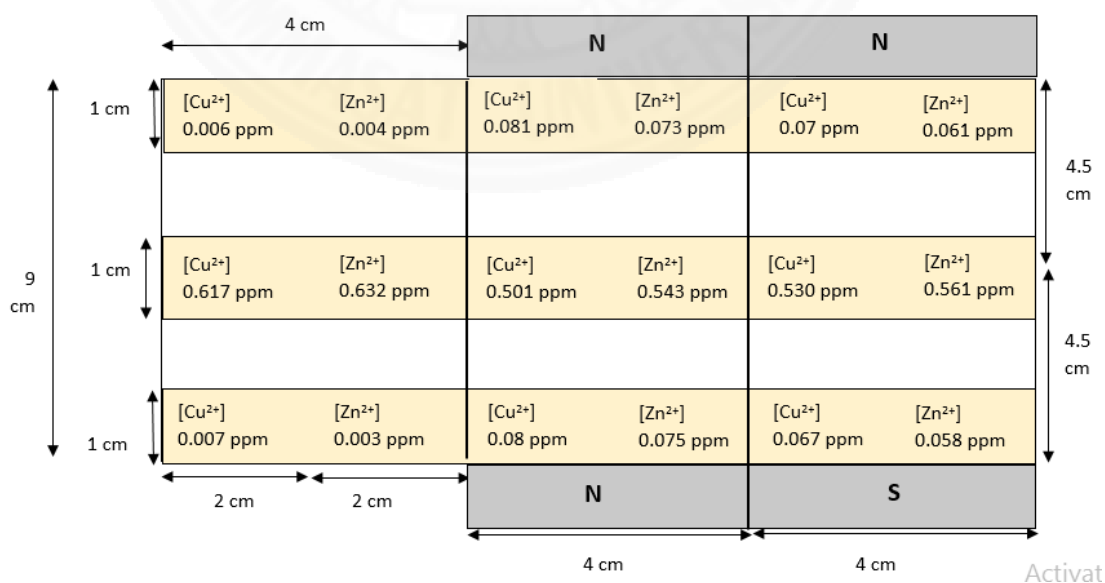 4 cm
N
N
1 cm
[Cu²⁺]
0.006 ppm
[Zn²⁺]
0.004 ppm
[Cu²⁺]
0.081 ppm
[Zn²⁺]
0.073 ppm
[Cu²⁺]
0.07 ppm
[Zn²⁺]
0.061 ppm
4.5
cm
9
cm
1 cm
[Cu²⁺]
0.617 ppm
[Zn²⁺]
0.632 ppm
[Cu²⁺]
0.501 ppm
[Zn²⁺]
0.543 ppm
[Cu²⁺]
0.530 ppm
[Zn²⁺]
0.561 ppm
4.5
cm
1 cm
[Cu²⁺]
0.007 ppm
[Zn²⁺]
0.003 ppm
[Cu²⁺]
0.08 ppm
[Zn²⁺]
0.075 ppm
[Cu²⁺]
0.067 ppm
[Zn²⁺]
0.058 ppm
2 cm
2 cm
N
S
4 cm
4 cm
Activat